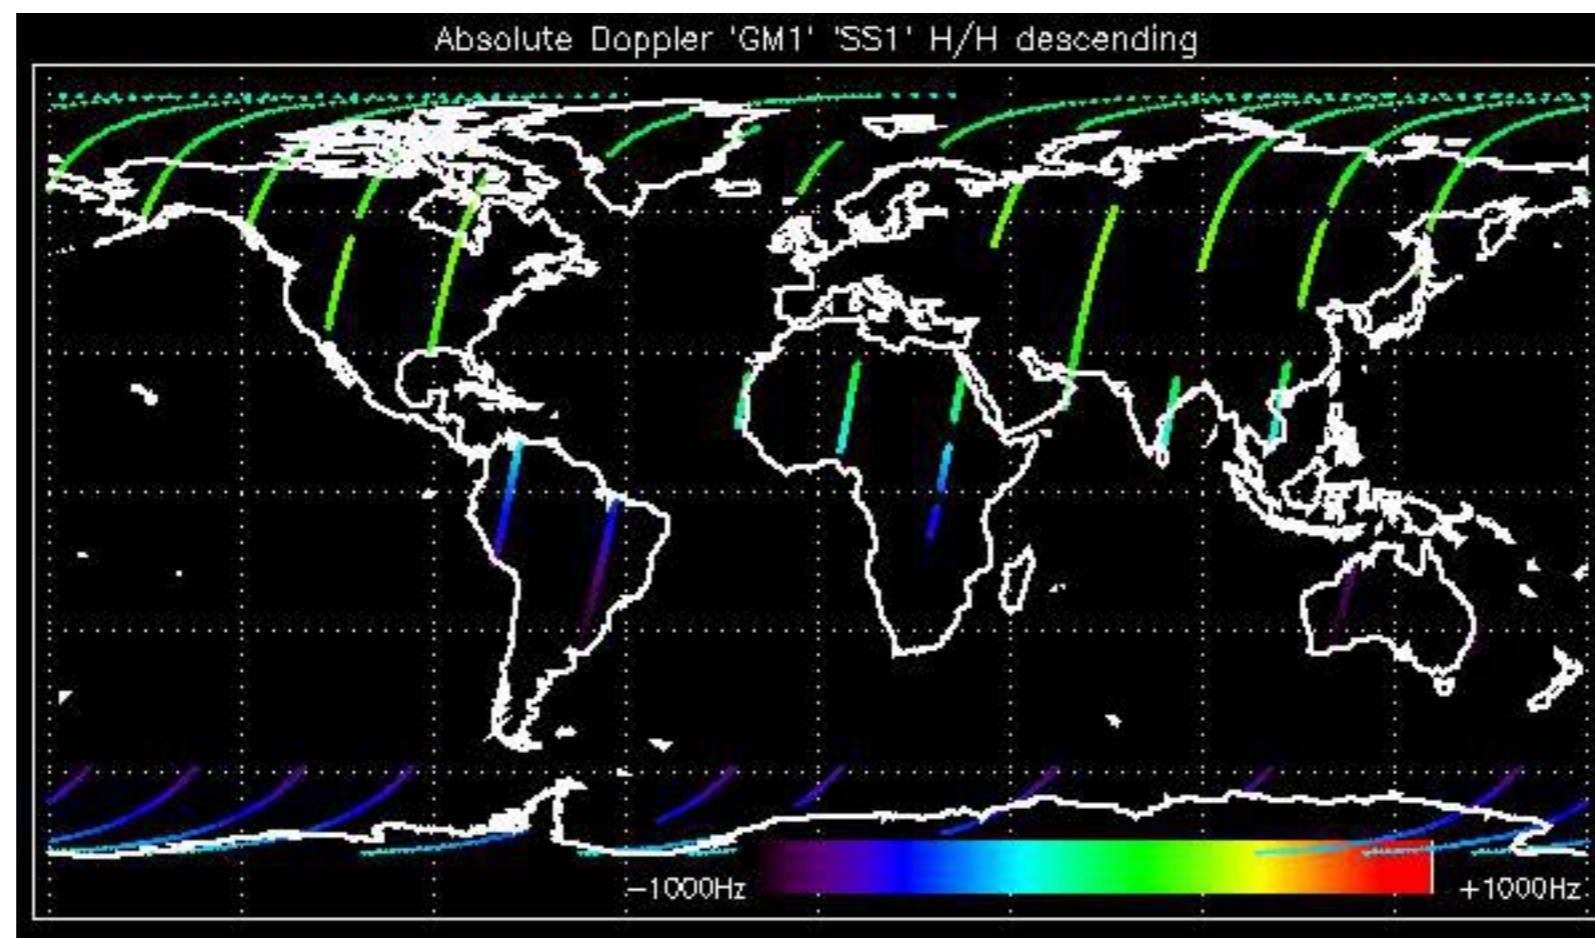 Absolute Doppler 'GM1' 'SS1' H/H descending
−1000Hz +1000Hz